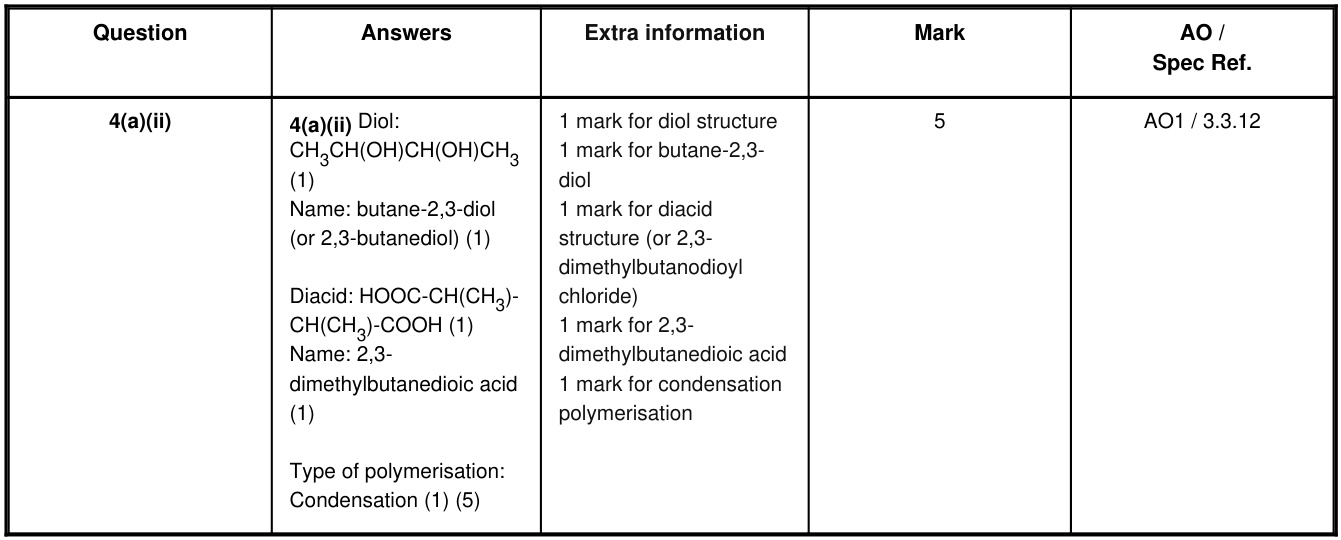 Question Answers Extra information Mark AO /
Spec Ref.
4(a)(ii)
4(a)(ii) Diol:
CH3CH(OH)CH(OH)CH3
(1)
Name: butane-2,3-diol
(or 2,3-butanediol) (1)
Diacid: HOOC-CH(CH3)-
CH(CH3)-COOH (1)
Name: 2,3-
dimethylbutanedioic acid
(1)
Type of polymerisation:
Condensation (1) (5)
1 mark for diol structure
1 mark for butane-2,3-
diol
1 mark for diacid
structure (or 2,3-
dimethylbutanodioyl
chloride)
1 mark for 2,3-
dimethylbutanedioic acid
1 mark for condensation
polymerisation
5
AO1 / 3.3.12